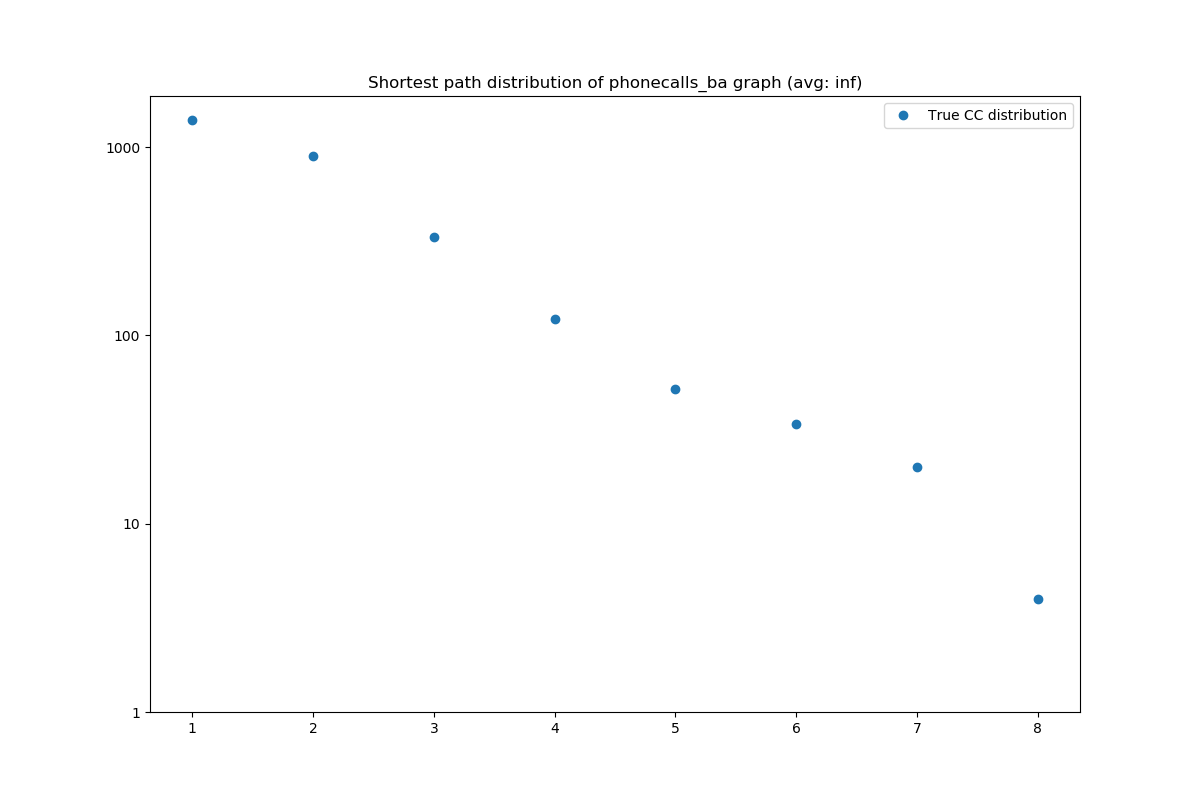 Shortest path distribution of phonecalls_ba graph (avg: inf)
True CC distribution
1000
100
10
1
1 2 3 4 5 6 7 8